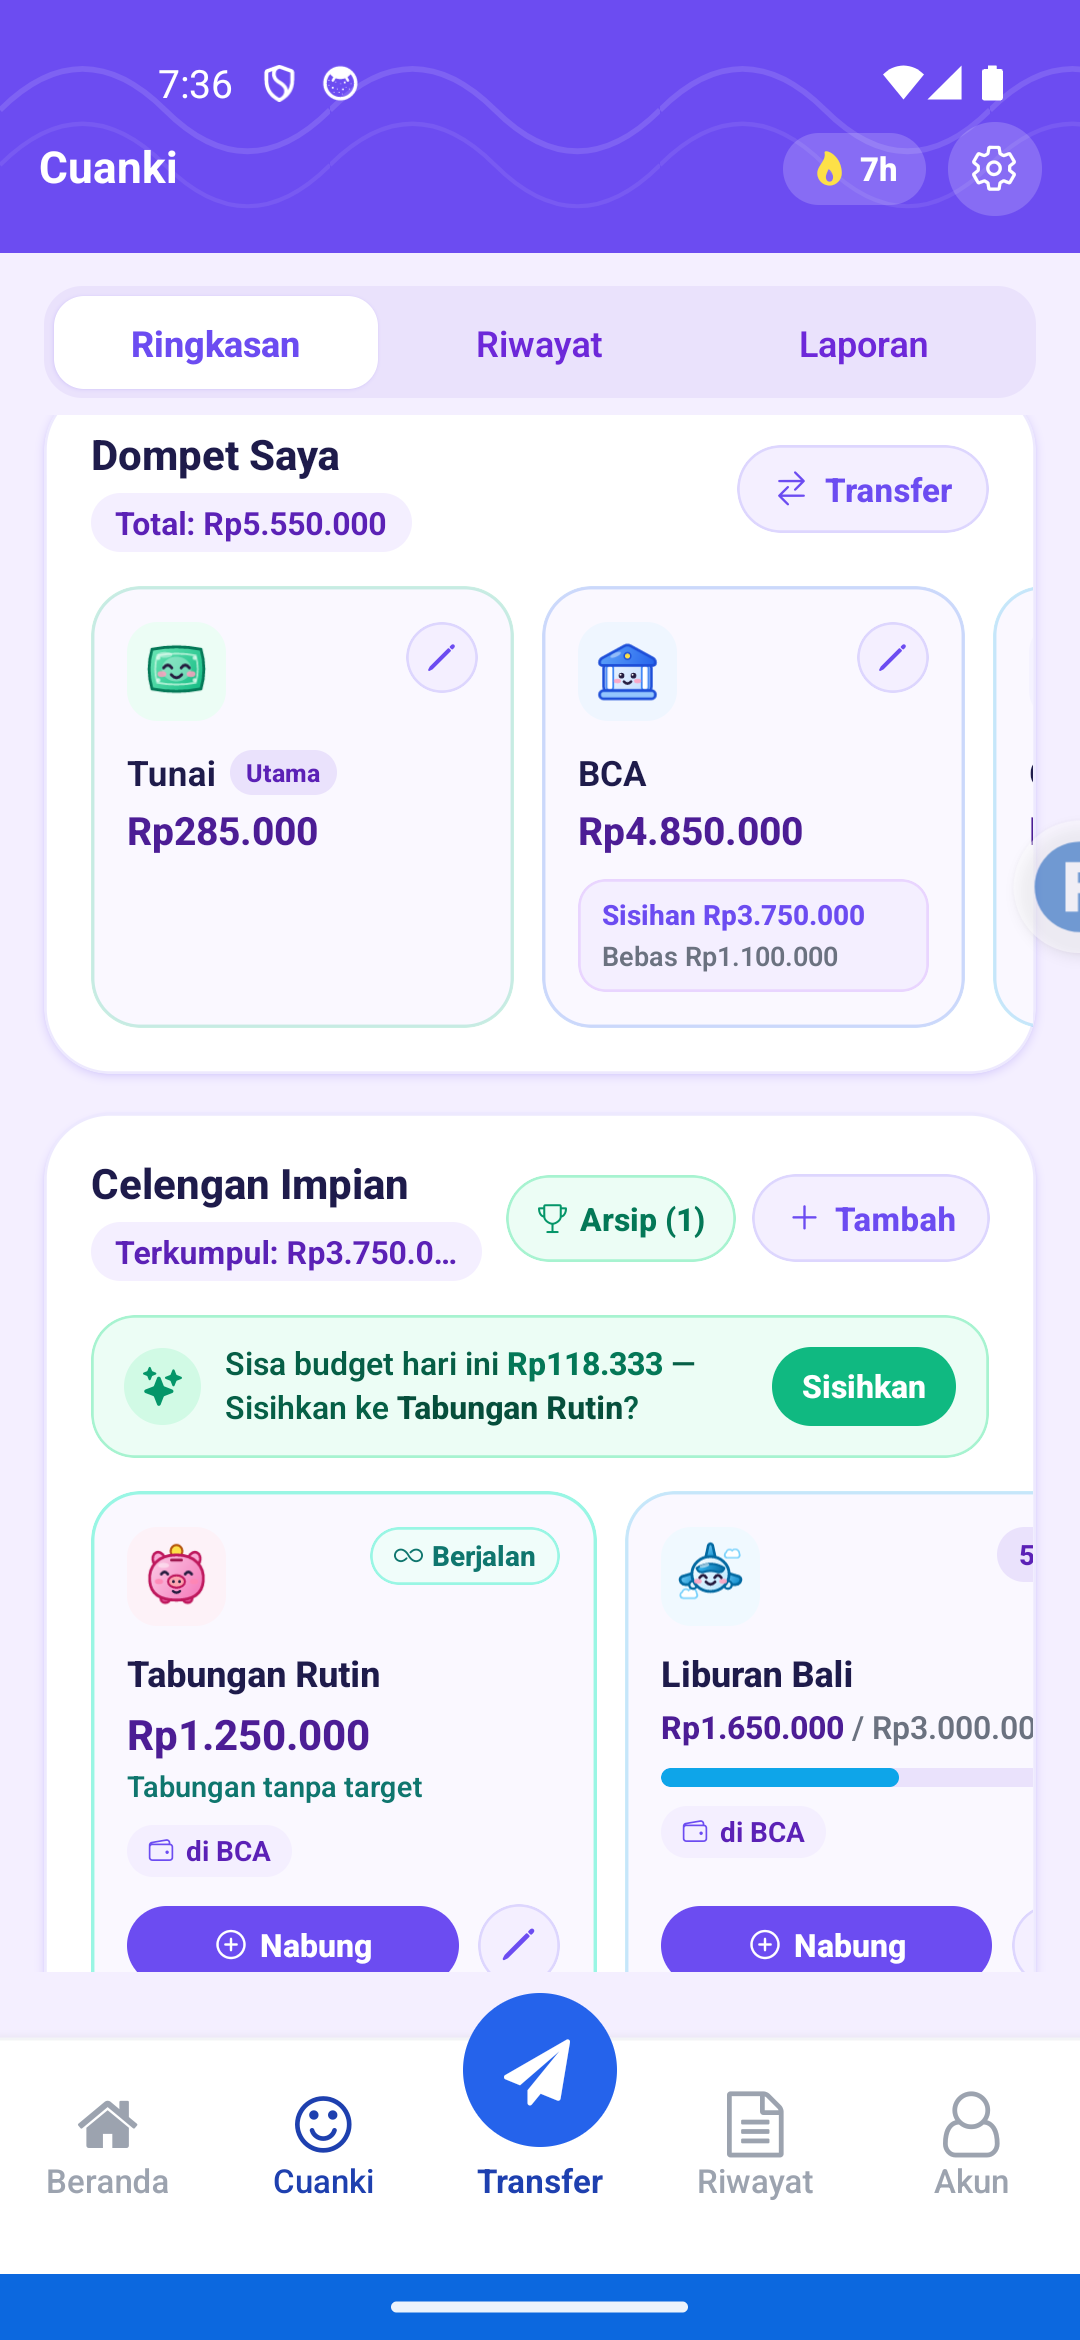 7:36
Cuanki
7h
Ringkasan
Riwayat
Laporan
Dompet Saya
Total: Rp5.550.000
Transfer
Tunai
Utama
Rp285.000
BCA
Rp4.850.000
Sisihan Rp3.750.000
Bebas Rp1.100.000
Celengan Impian
Terkumpul: Rp3.750.0...
Arsip (1)
Tambah
Sisa budget hari ini Rp118.333 —
Sisihkan ke Tabungan Rutin?
Sisihkan
Berjalan
Tabungan Rutin
Rp1.250.000
Tabungan tanpa target
di BCA
Nabung
5
Liburan Bali
Rp1.650.000 / Rp3.000.00
di BCA
Nabung
Beranda
Cuanki
Transfer
Riwayat
Akun